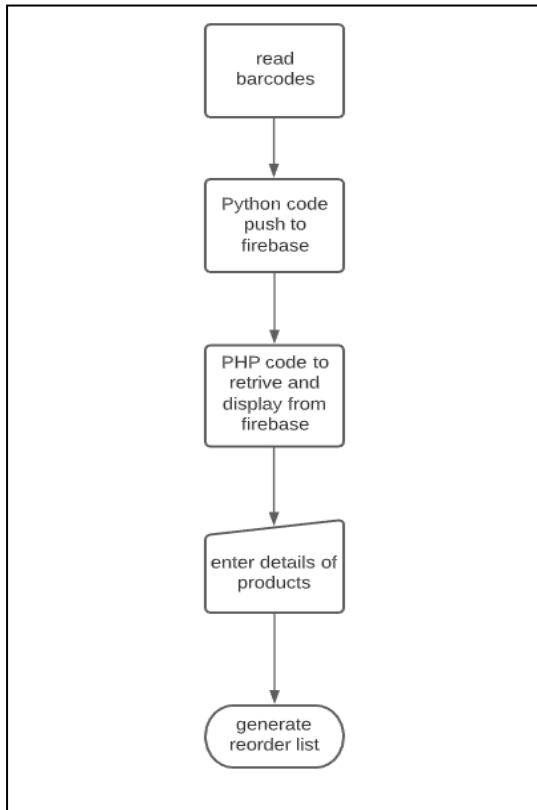 read
barcodes
Python code
push to
firebase
PHP code to
retrive and
display from
firebase
enter details of
products
generate
reorder list